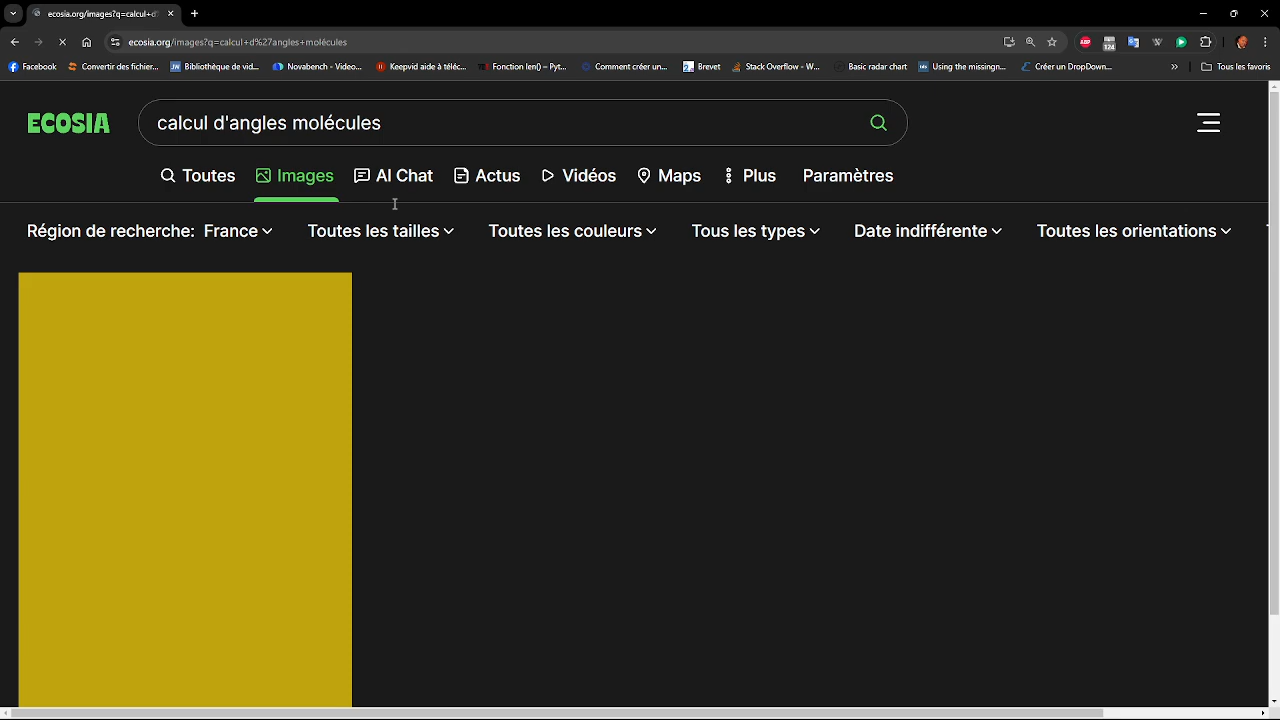 ecosia.org/images?q=calcul+d
ecosia.org/images?q=calcul+d%27angles+molécules
124
Facebook
Convertir des fichier...
Bibliothèque de vid...
Novabench - Video...
Keepvid aide à téléc...
Fonction len() – Pyt...
Comment créer un...
Brevet
Stack Overflow - W...
Basic radar chart
Using the missingn...
Créer un DropDown...
»
Tous les favoris
ECOSIA
calcul d'angles molécules
Toutes
Images
AI Chat
Actus
Vidéos
Maps
Plus
Paramètres
Région de recherche: France
Toutes les tailles
Toutes les couleurs
Tous les types
Date indifférente
Toutes les orientations